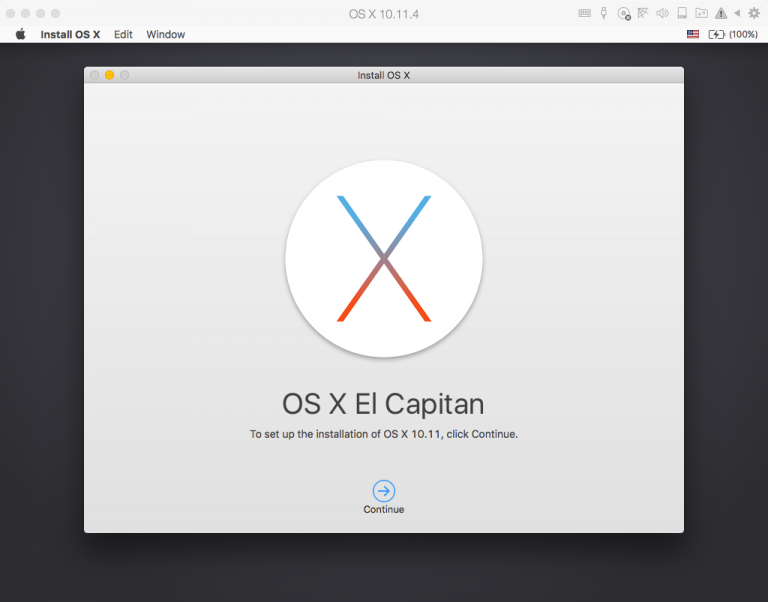 OS X 10.11.4
Install OS X Edit Window (100%)
Install OS X
OS X El Capitan
To set up the installation of OS X 10.11, click Continue.
Continue